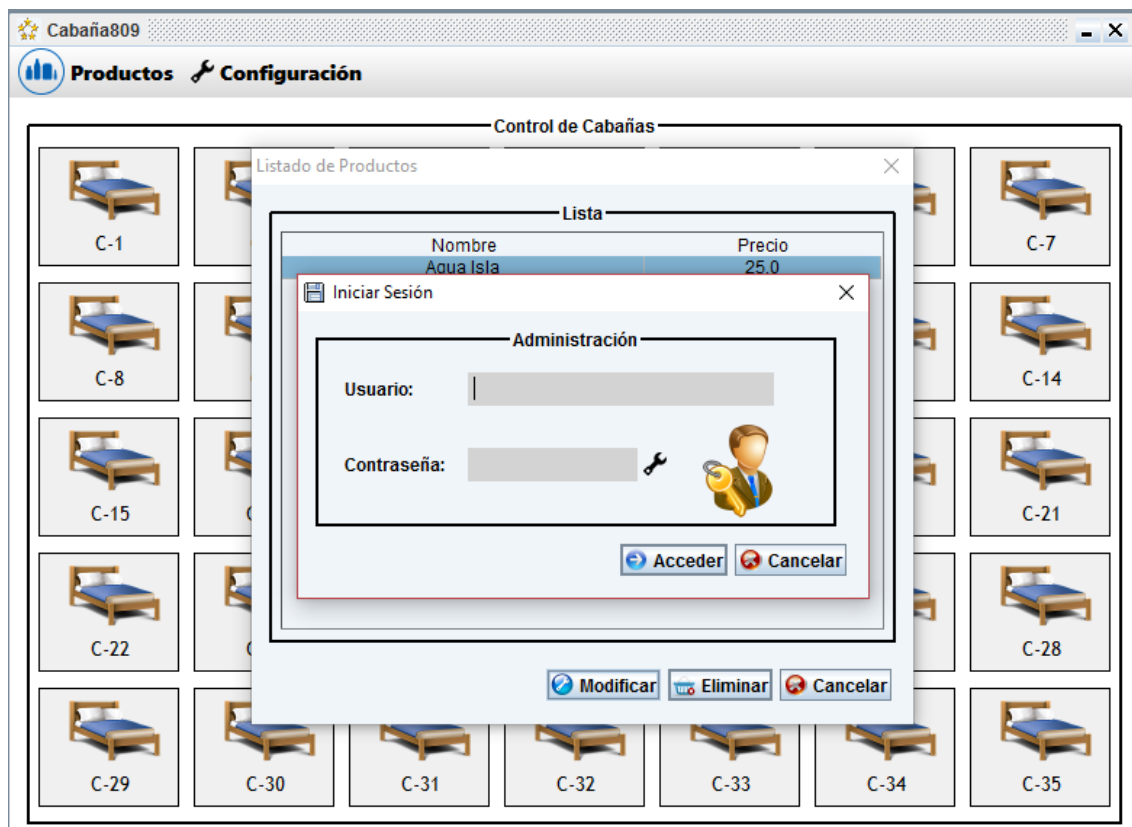 Cabaña809
Productos Configuración
Control de Cabañas
C-1
C-7
C-8
C-14
C-15
C-21
C-22
C-28
C-29 C-30 C-31 C-32 C-33 C-34 C-35
Listado de Productos
Lista
Nombre Precio
Agua Isla 25.0
Iniciar Sesión
Administración
Usuario:
Contraseña:
Acceder Cancelar
Modificar Eliminar Cancelar